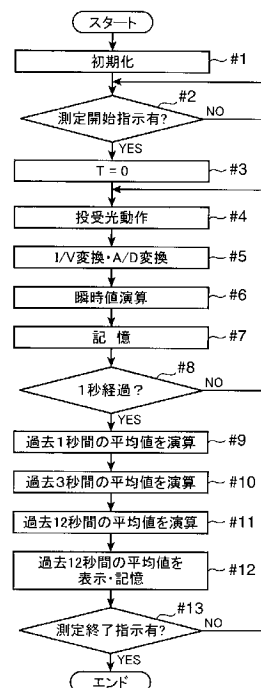 スタート
初期化
#1
#2
測定開始指示有?
NO
YES
T=0
#3
投受光動作
#4
I/V変換・A/D変換
#5
瞬時値演算
#6
記 憶
#7
#8
1秒経過?
NO
YES
過去1秒間の平均値を演算
#9
過去3秒間の平均値を演算
#10
過去12秒間の平均値を演算
#11
過去12秒間の平均値を
表示・記憶
#12
#13
測定終了指示有?
NO
YES
エンド